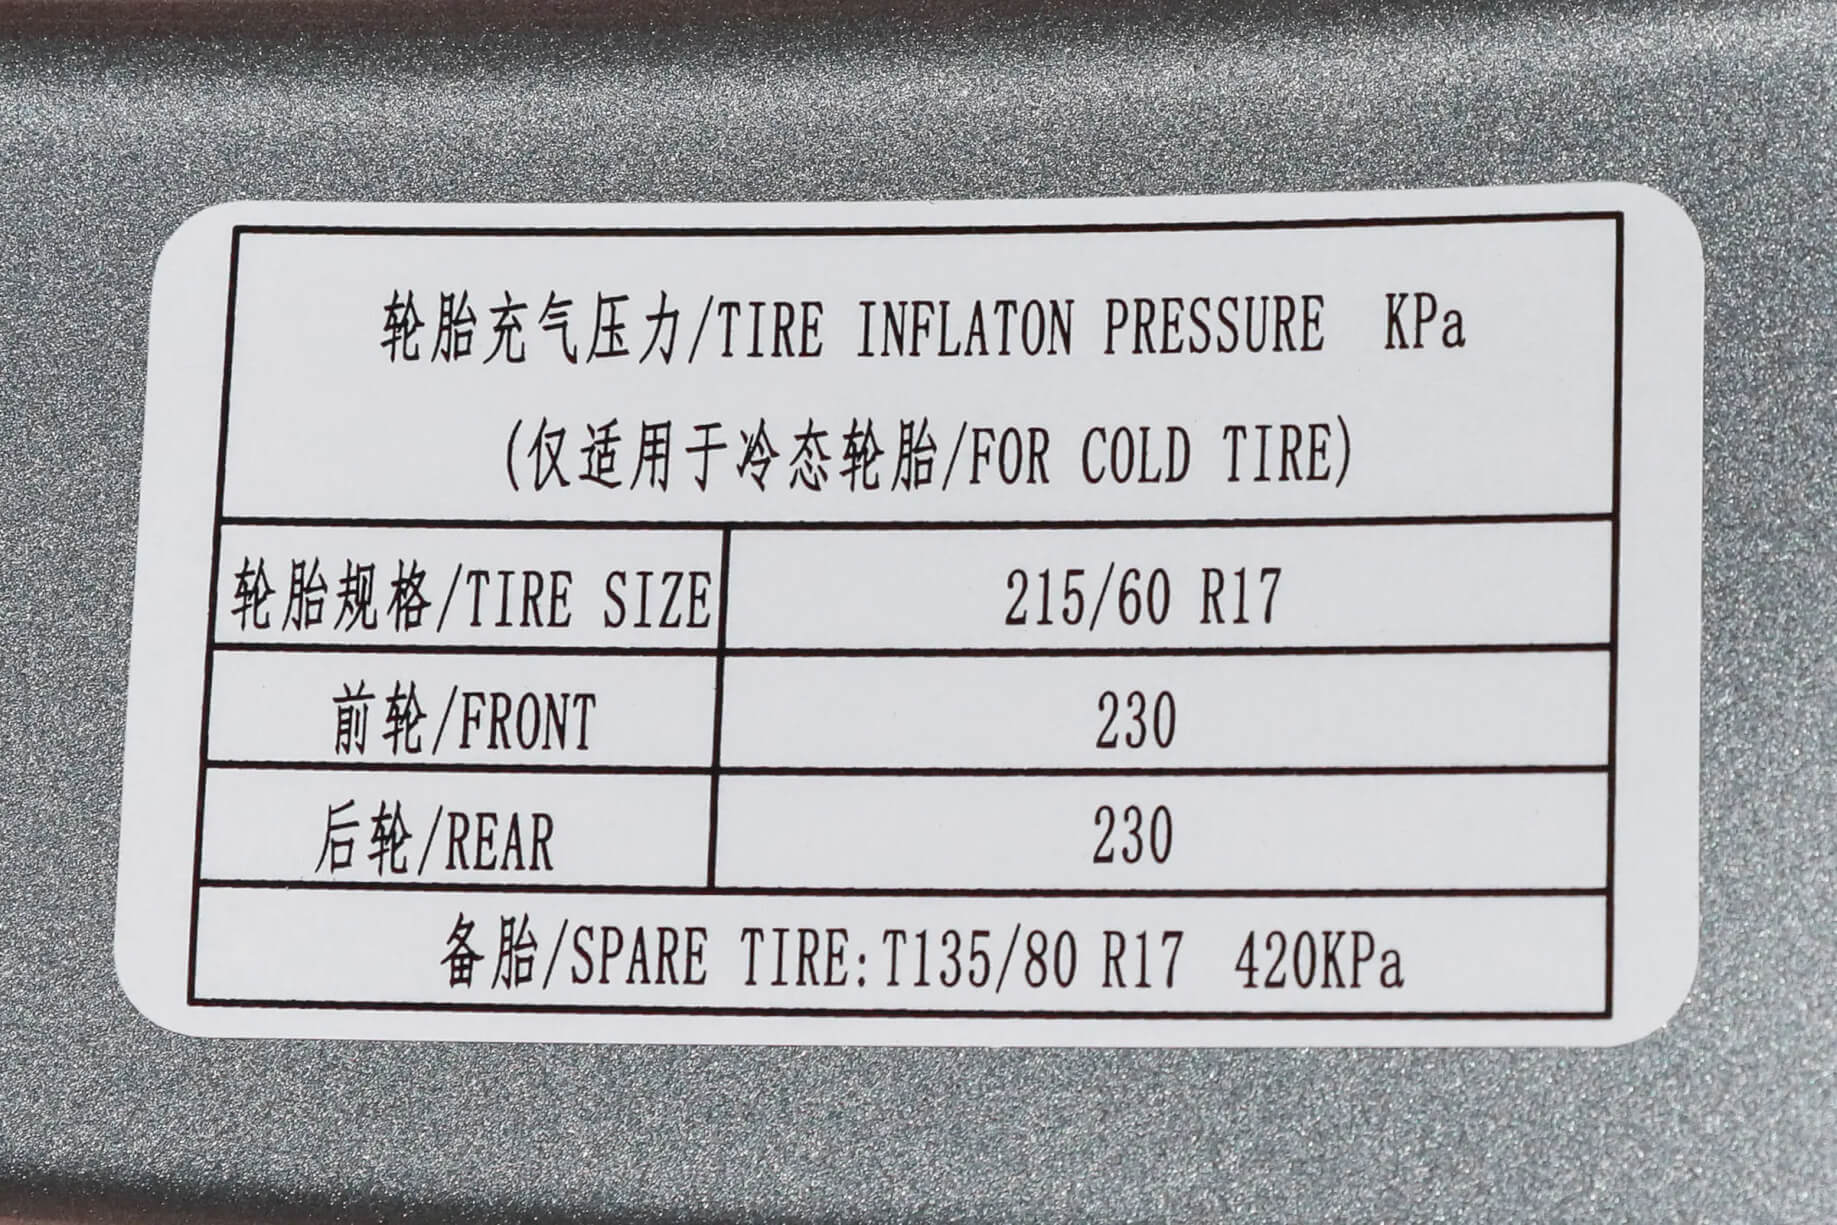 轮胎充气压力/TIRE INFLATON PRESSURE KPa
(仅适用于冷态轮胎/FOR COLD TIRE)
轮胎规格/TIRE SIZE 215/60 R17
前轮/FRONT 230
后轮/REAR 230
备胎/SPARE TIRE:T135/80 R17 420KPa